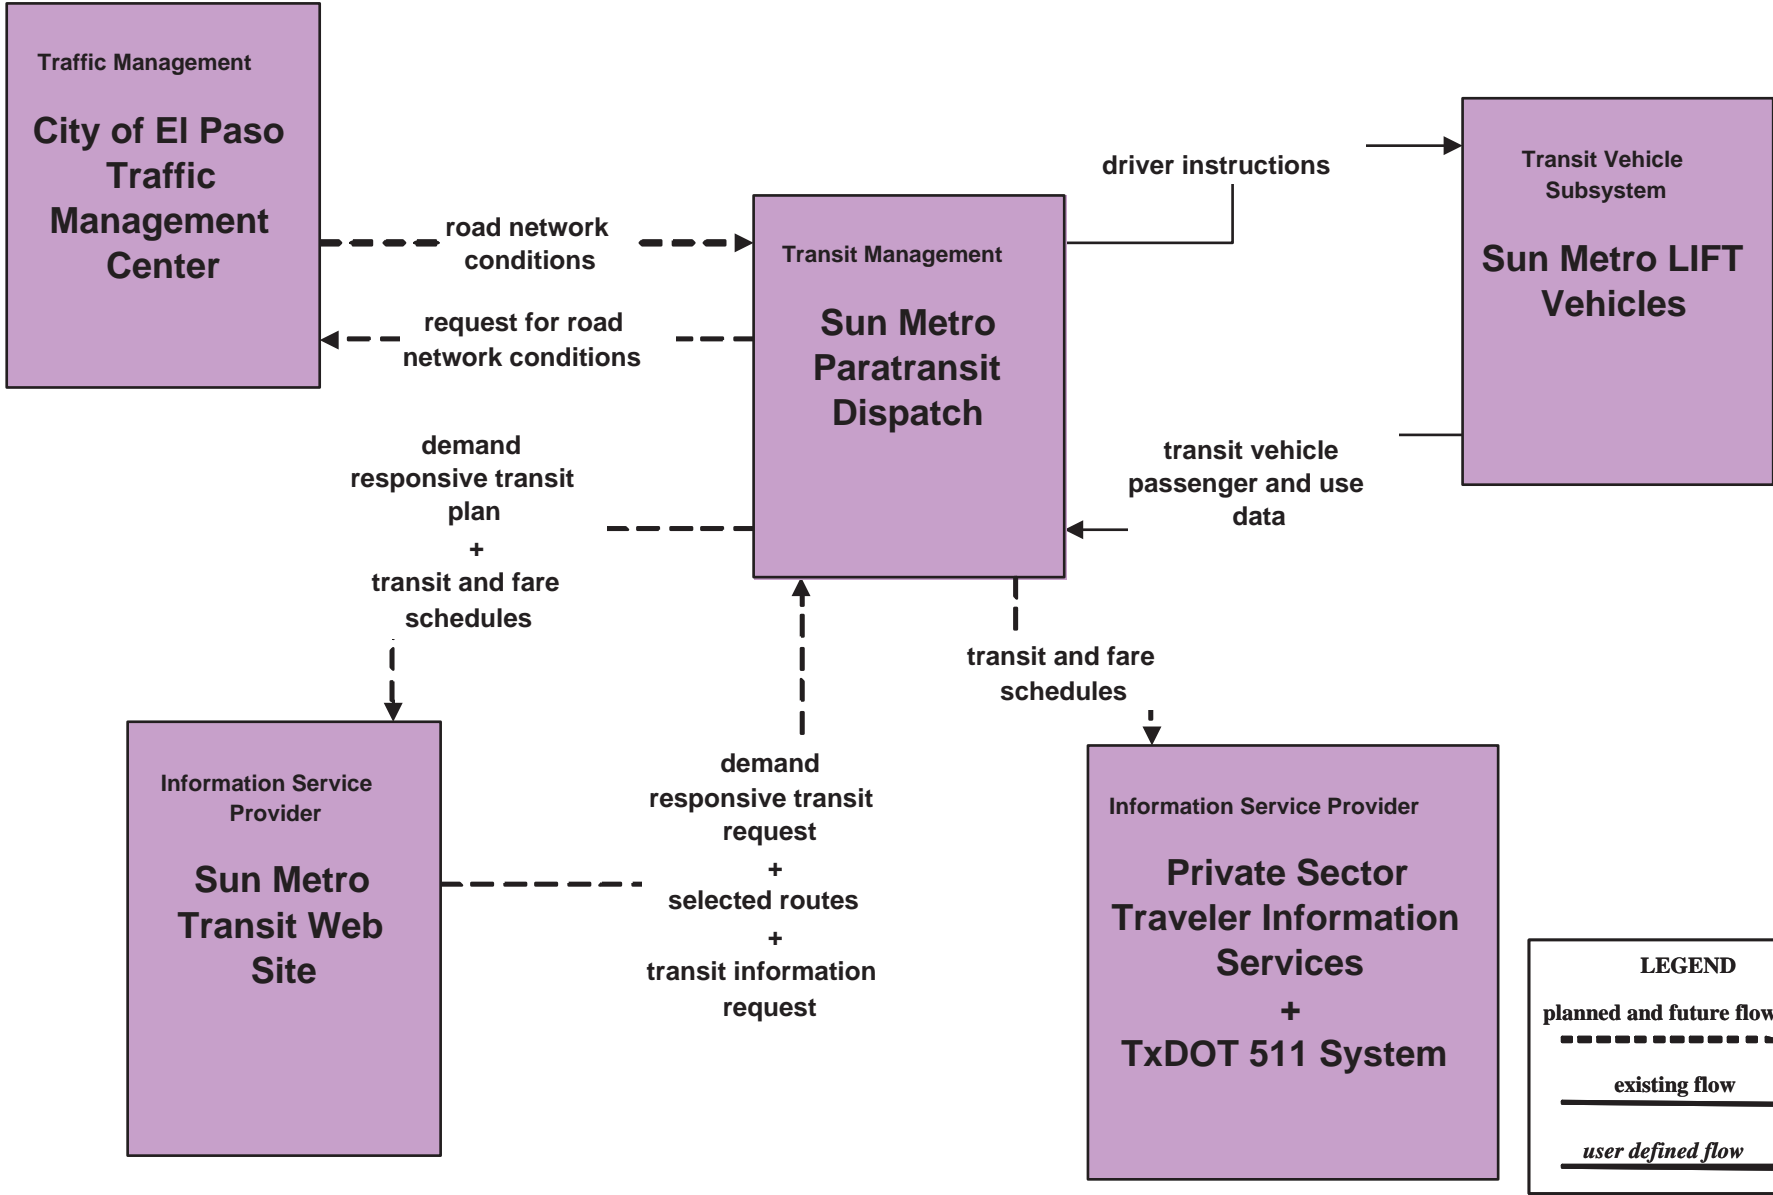 Traffic Management
City of El Paso
Traffic
Management
Center
road network
conditions
request for road
network conditions
Transit Management
Sun Metro
Paratransit
Dispatch
driver instructions
Transit Vehicle
Subsystem
Sun Metro LIFT
Vehicles
transit vehicle
passenger and use
data
demand
responsive transit
plan
+
transit and fare
schedules
transit and fare
schedules
Information Service
Provider
Sun Metro
Transit Web
Site
demand
responsive transit
request
+
selected routes
+
transit information
request
Information Service Provider
Private Sector
Traveler Information
Services
+
TxDOT 511 System
LEGEND
planned and future flow
existing flow
user defined flow